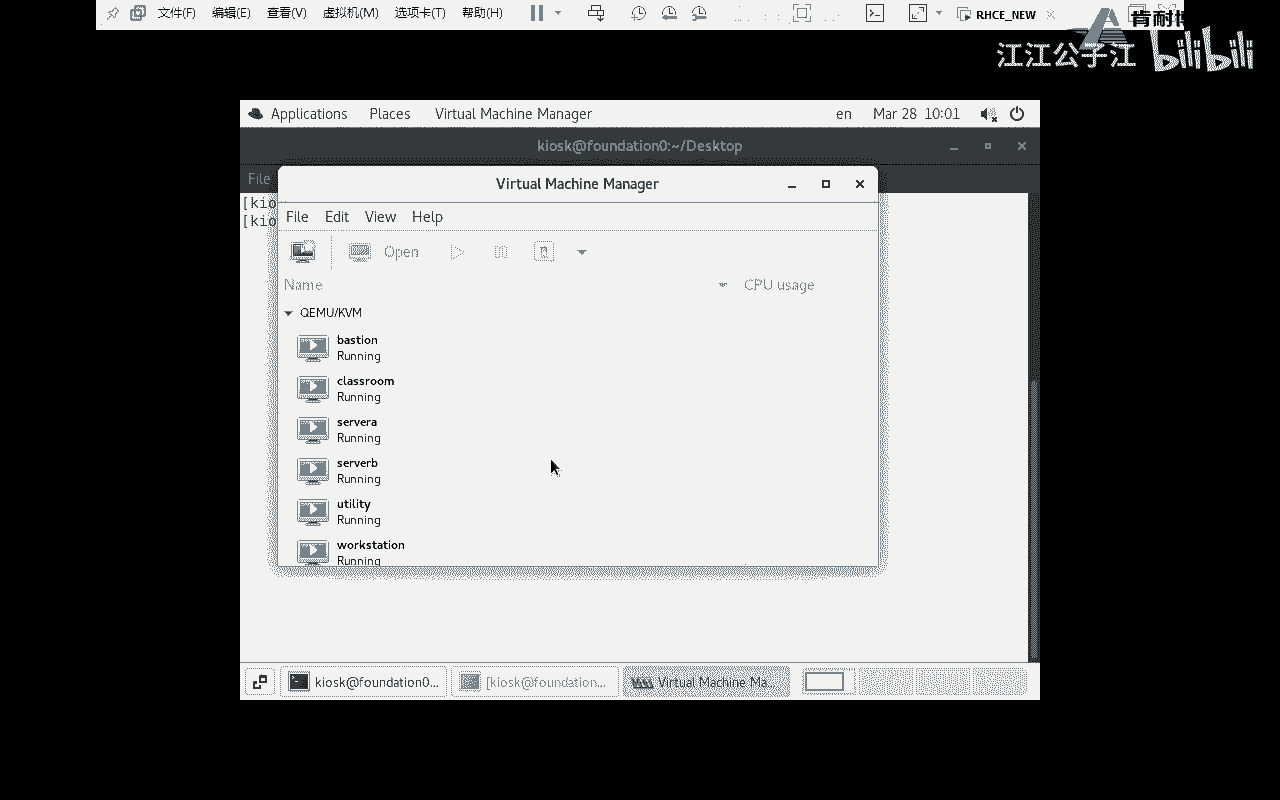 文件(F) 编辑(E) 查看(V) 虚拟机(M) 选项卡(T) 帮助(H) RHCE_NEW
肯耐
江江公子江 bilibili
Applications Places Virtual Machine Manager en Mar 28 10:01
kiosk@foundation0:~/Desktop
File
Virtual Machine Manager
[kio
[kio
File Edit View Help
Open
Name CPU usage
QEMU/KVM
bastion
Running
classroom
Running
servera
Running
serverb
Running
utility
Running
workstation
Running
kiosk@foundation0... [kiosk@foundation... Virtual Machine Ma...